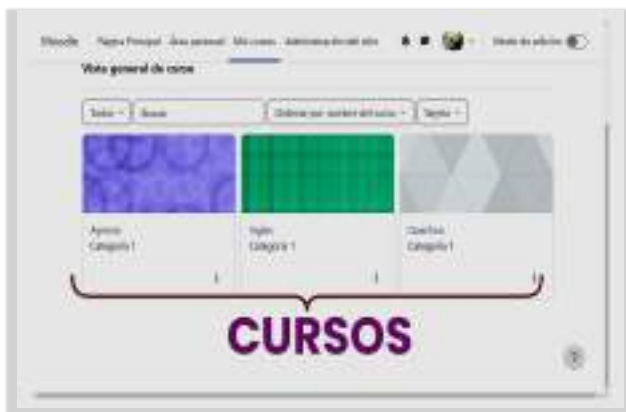 Moodle Página Principal Área personal Mis cursos Administración del sitio Modo de edición
Vista general de curso
Todos Buscar Ordenar por nombre del curso Tarjeta
Inglés
Categoría 1 Categoría 1 Categoría 1
CURSOS
?